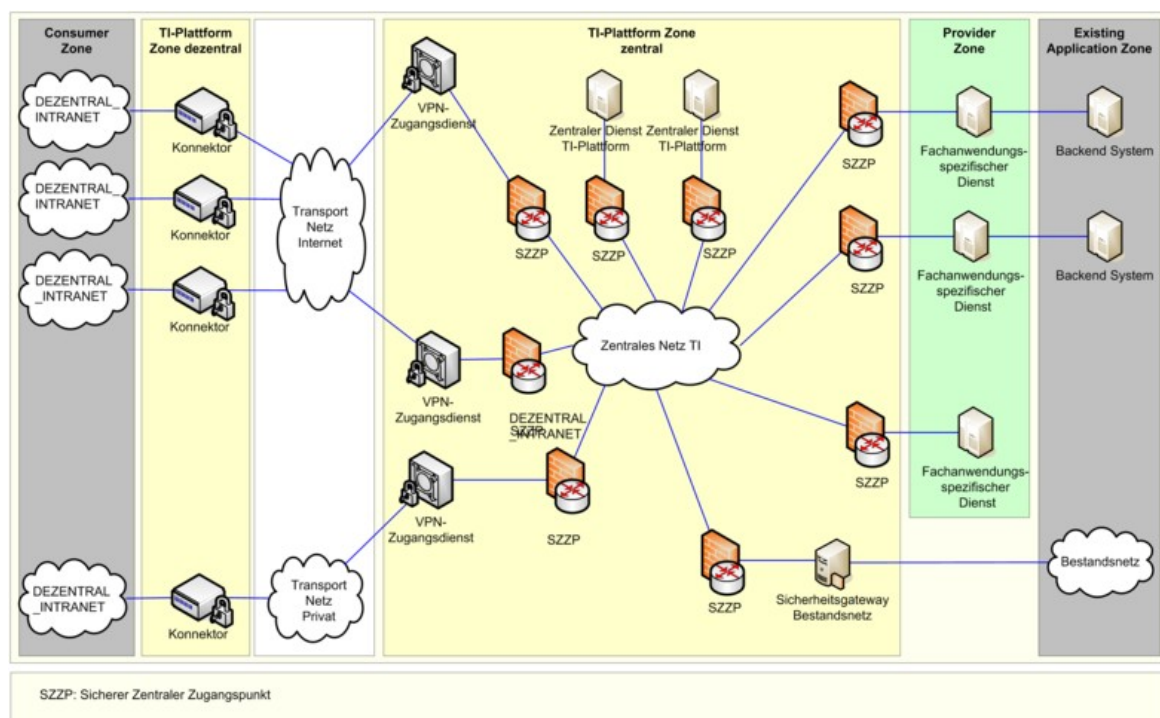 Consumer
Zone
TI-Plattform
Zone dezentral
TI-Plattform Zone
zentral
Provider
Zone
Existing
Application Zone
DEZENTRAL_
INTRANET
Konnektor
DEZENTRAL_
INTRANET
Konnektor
DEZENTRAL
_INTRANET
Konnektor
DEZENTRAL
_INTRANET
Konnektor
Transport
Netz
Internet
Transport
Netz
Privat
VPN-
Zugangsdienst
VPN-
Zugangsdienst
VPN-
Zugangsdienst
Zentraler Dienst
TI-Plattform
Zentraler Dienst
TI-Plattform
SZZP
SZZP
SZZP
Zentrales Netz TI
DEZENTRAL
_INTRANET
SZZP
SZZP
SZZP
SZZP
SZZP
SZZP
Sicherheitsgateway
Bestandsnetz
Fachanwendungs-
spezifischer
Dienst
Fachanwendungs-
spezifischer
Dienst
Fachanwendungs-
spezifischer
Dienst
Backend System
Backend System
Bestandsnetz
SZZP: Sicherer Zentraler Zugangspunkt